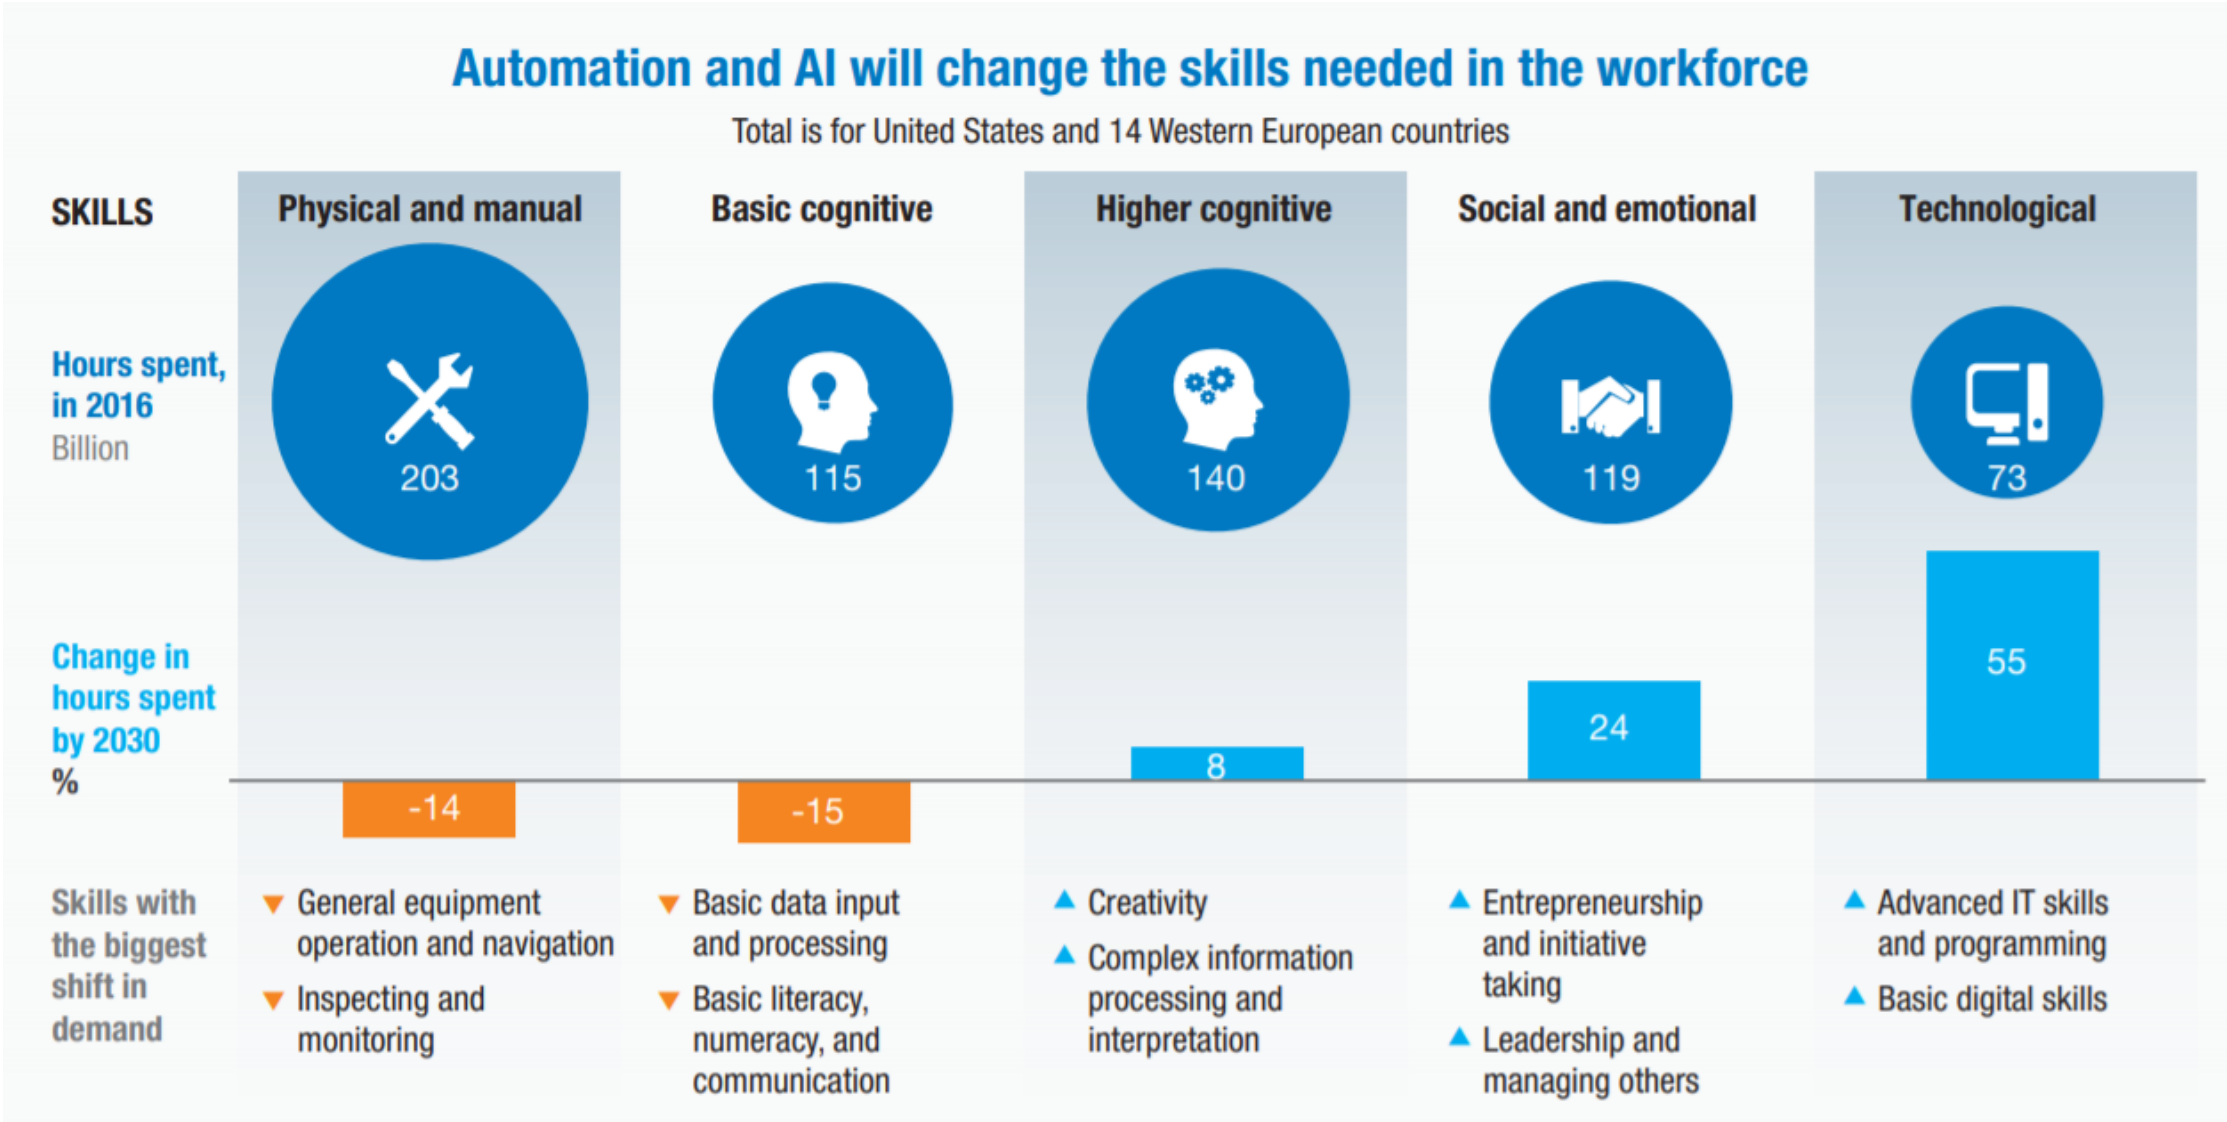 Automation and AI will change the skills needed in the workforce
Total is for United States and 14 Western European countries
SKILLS
Physical and manual
Basic cognitive
Higher cognitive
Social and emotional
Technological
Hours spent,
in 2016
Billion
203
115
140
119
73
Change in
hours spent
by 2030
%
-14
-15
8
24
55
Skills with
the biggest
shift in
demand
General equipment
operation and navigation
Inspecting and
monitoring
Basic data input
and processing
Basic literacy,
numeracy, and
communication
Creativity
Complex information
processing and
interpretation
Entrepreneurship
and initiative
taking
Leadership and
managing others
Advanced IT skills
and programming
Basic digital skills